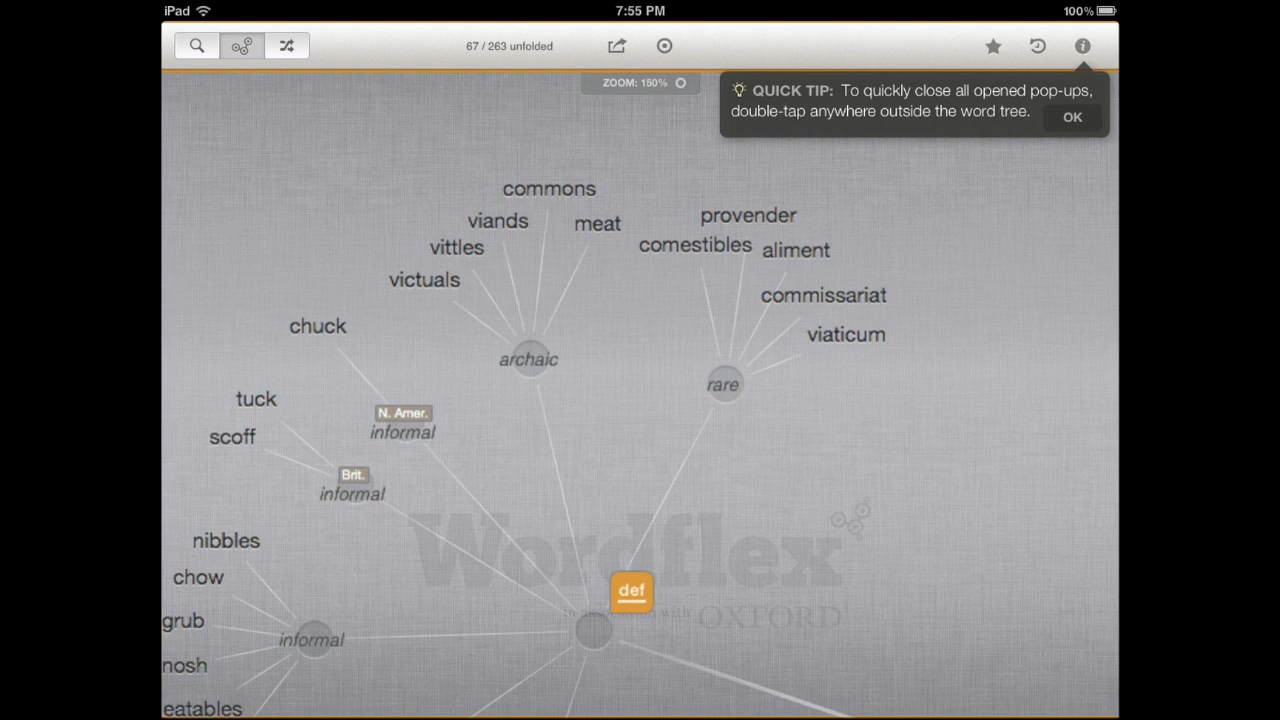 iPad
7:55 PM
100%
67 / 263 unfolded
ZOOM: 150%
QUICK TIP: To quickly close all opened pop-ups,
double-tap anywhere outside the word tree.
OK
commons
viands
meat
vittles
victuals
provender
comestibles
aliment
commissariat
viaticum
chuck
archaic
rare
tuck
scoff
N. Amer.
informal
Brit.
informal
nibbles
chow
grub
nosh
eatables
informal
Wordflex
def
with OXFORD